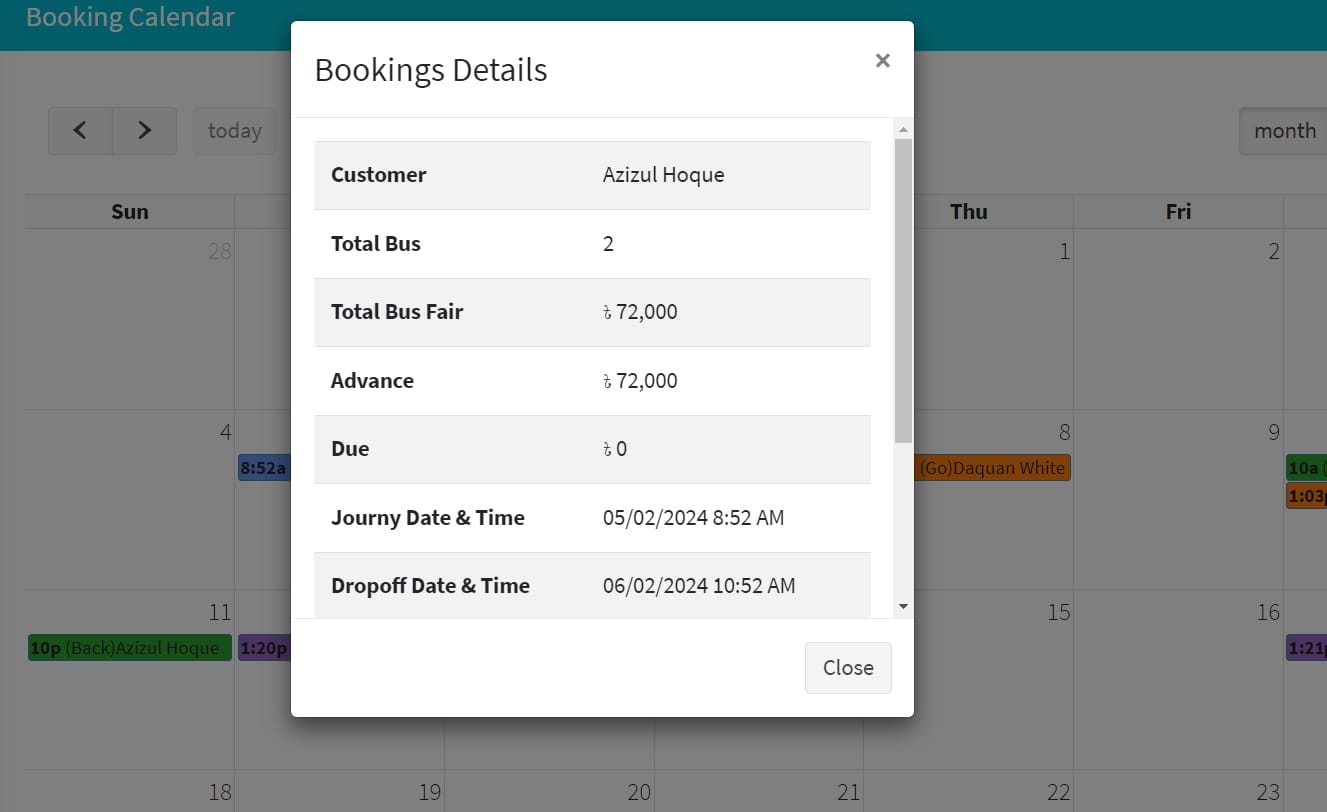 Booking Calendar
Bookings Details
×
today
month
Customer Azizul Hoque
Total Bus 2
Total Bus Fair ৳ 72,000
Advance ৳ 72,000
Due ৳ 0
Journy Date & Time 05/02/2024 8:52 AM
Dropoff Date & Time 06/02/2024 10:52 AM
Close
Sun Thu Fri
28 1 2
4 8 9
8:52a (Go)Daquan White 10a
1:03p
11 15 16
10p (Back)Azizul Hoque 1:20p 1:21p
18 19 20 21 22 23